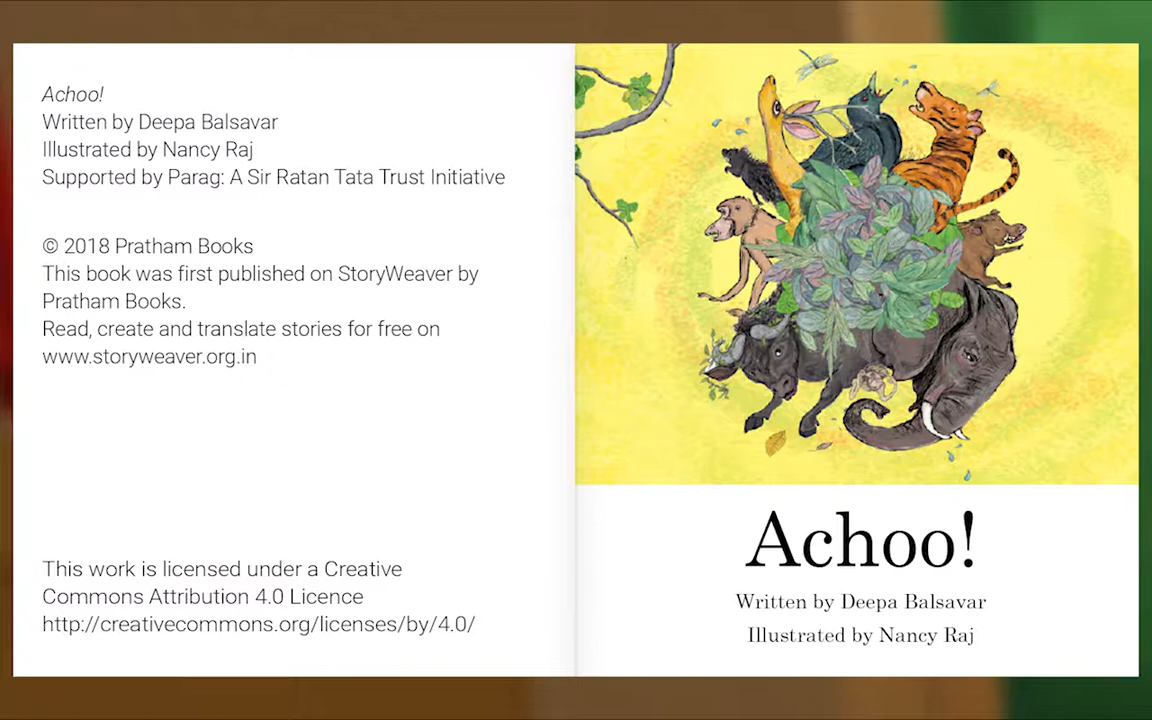 Achoo!
Written by Deepa Balsavar
Illustrated by Nancy Raj
Supported by Parag: A Sir Ratan Tata Trust Initiative
© 2018 Pratham Books
This book was first published on StoryWeaver by
Pratham Books.
Read, create and translate stories for free on
www.storyweaver.org.in
This work is licensed under a Creative
Commons Attribution 4.0 Licence
http://creativecommons.org/licenses/by/4.0/
Achoo!
Written by Deepa Balsavar
Illustrated by Nancy Raj